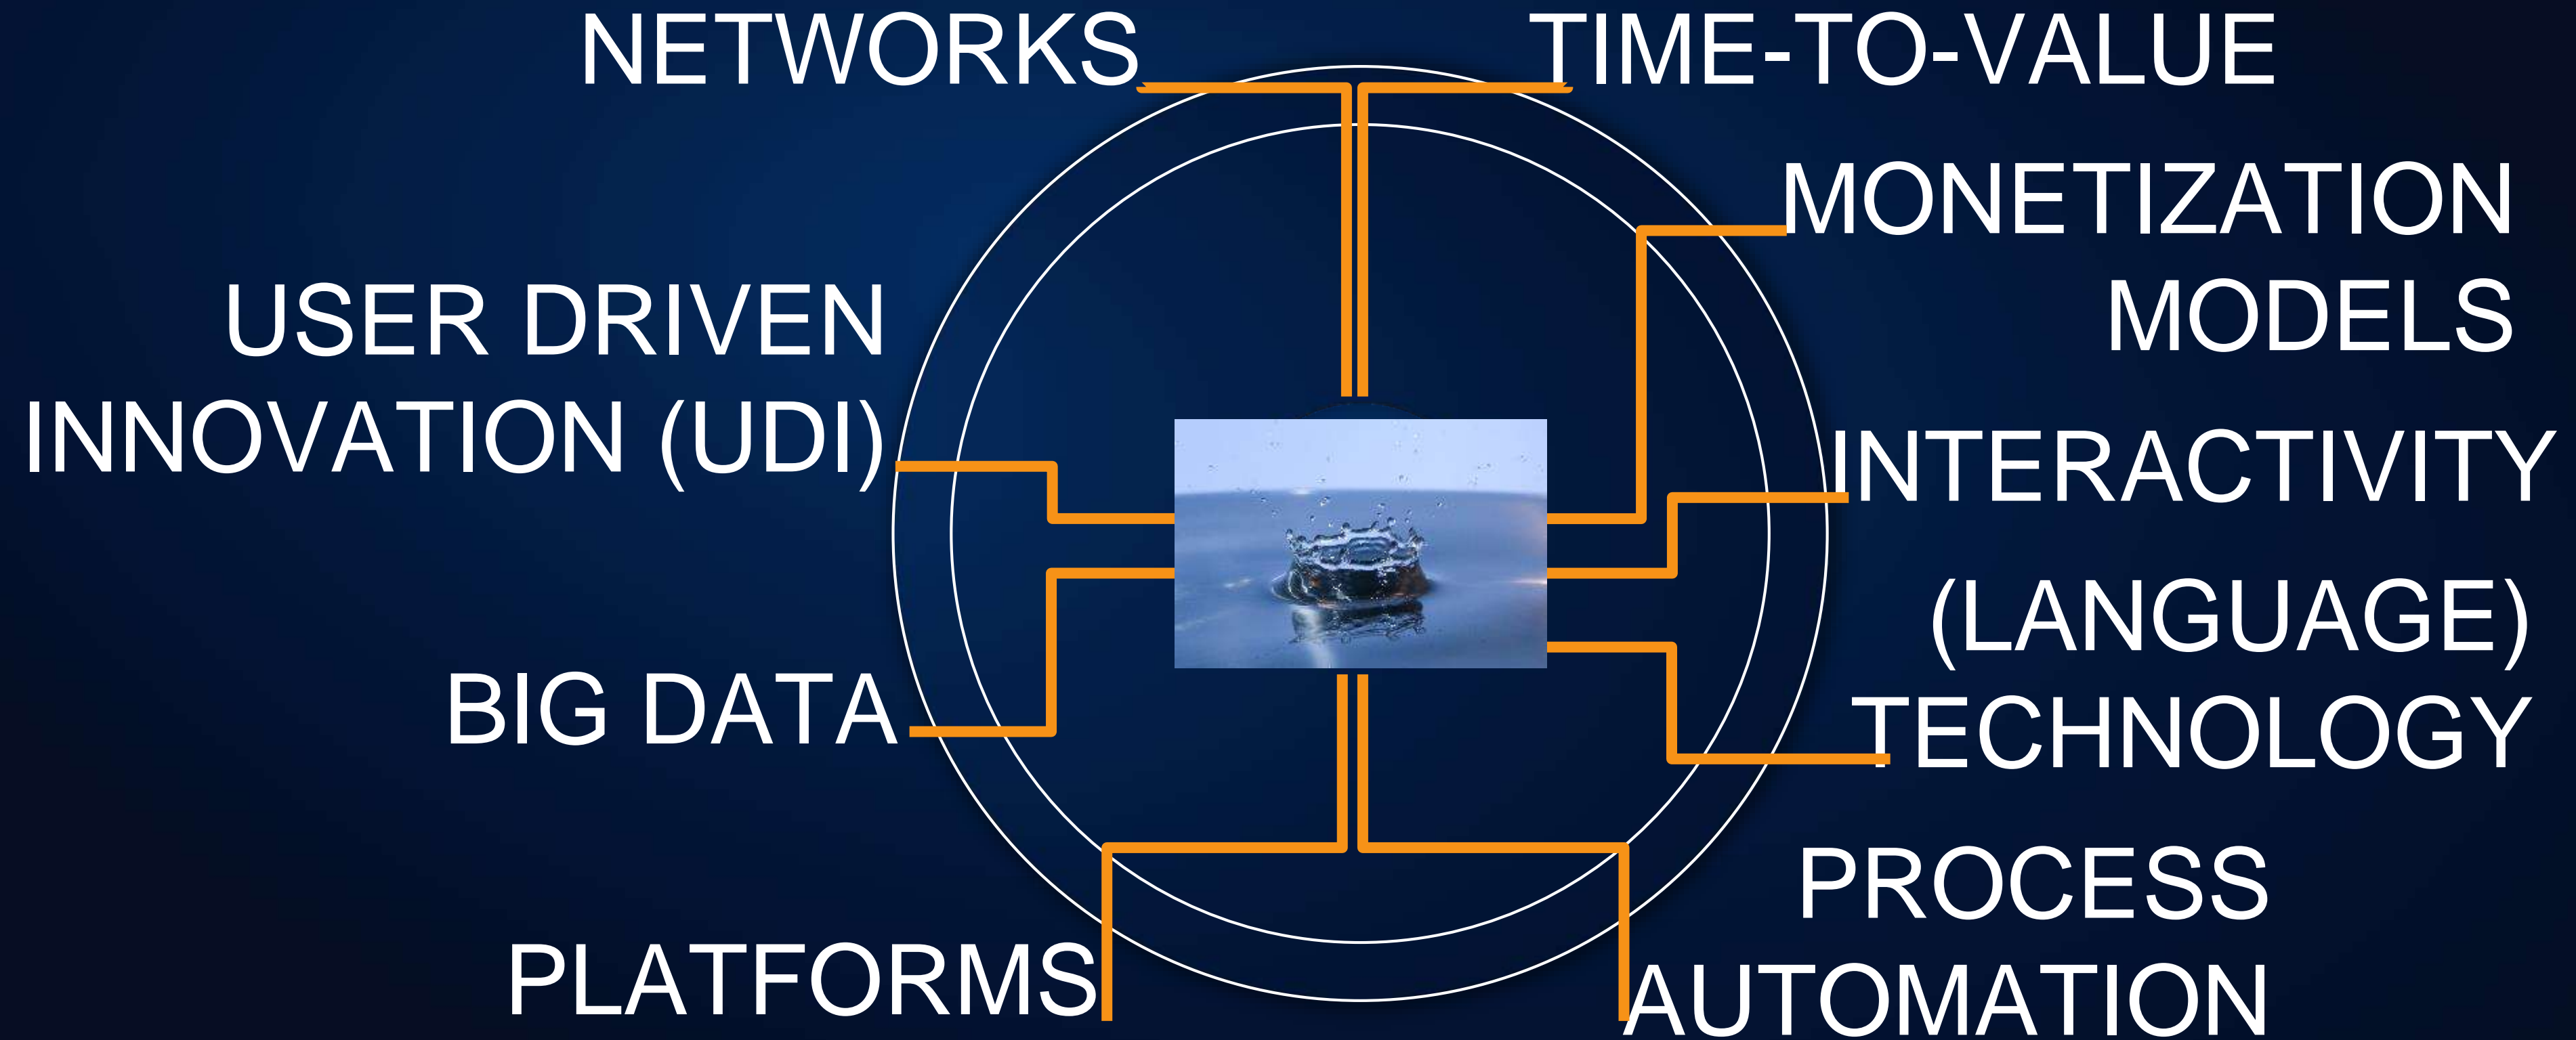 NETWORKS
TIME-TO-VALUE
MONETIZATION
MODELS
USER DRIVEN
INNOVATION (UDI)
INTERACTIVITY
(LANGUAGE)
TECHNOLOGY
BIG DATA
PROCESS
AUTOMATION
PLATFORMS